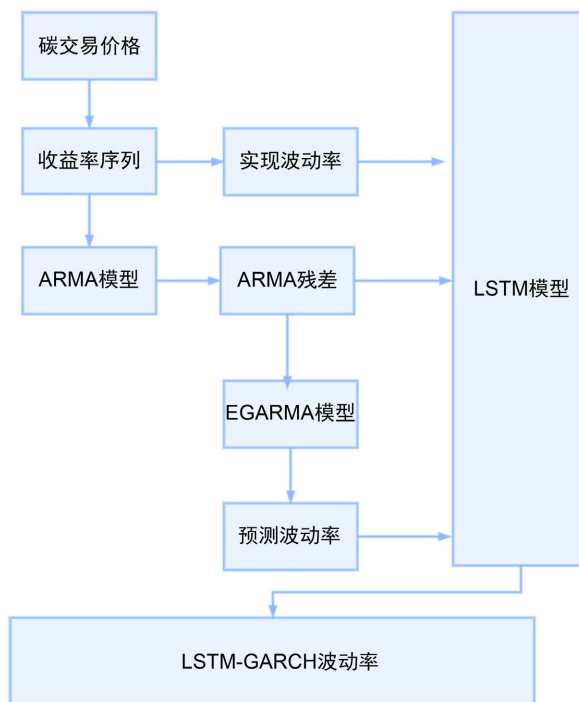 碳交易价格
收益率序列
实现波动率
ARMA模型
ARMA残差
LSTM模型
EGARMA模型
预测波动率
LSTM-GARCH波动率